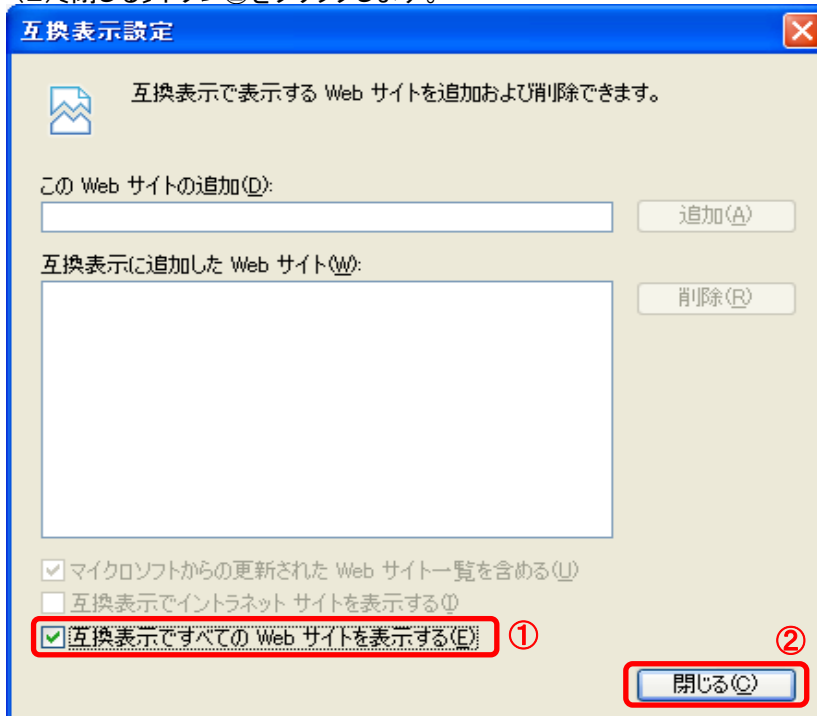 互換表示設定
互換表示で表示する Web サイトを追加および削除できます。
この Web サイトの追加(D):
追加(A)
互換表示に追加した Web サイト(W):
削除(R)
マイクロソフトからの更新された Web サイト一覧を含める(U)
互換表示でイントラネット サイトを表示する(I)
互換表示ですべての Web サイトを表示する(E)
①
②
閉じる(C)